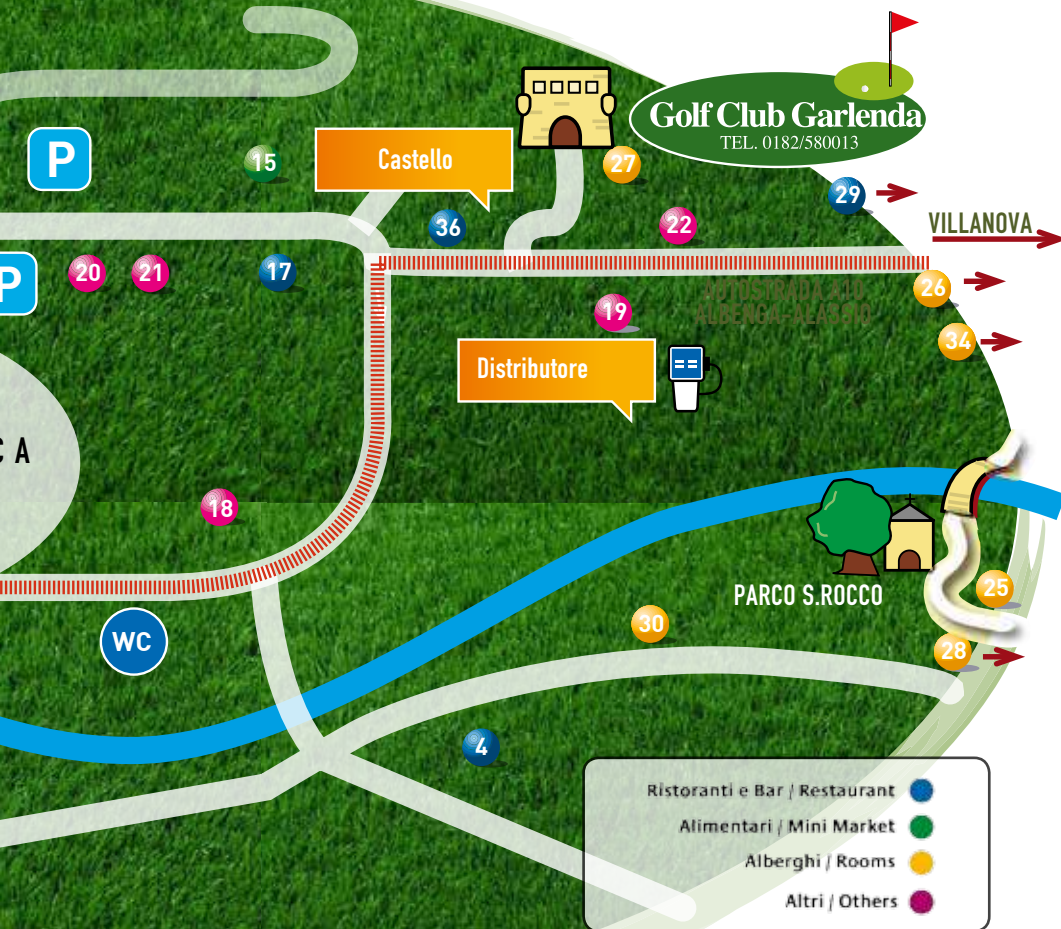 Golf Club Garlenda
TEL. 0182/580013
P
15
Castello
27
29
36
22
VILLANOVA
P
20
21
17
26
AUTOSTRADA A10
ALBENGA-ALASSIO
19
34
Distributore
C A
18
PARCO S.ROCCO
25
WC
30
28
4
Ristoranti e Bar / Restaurant
Alimentari / Mini Market
Alberghi / Rooms
Altri / Others